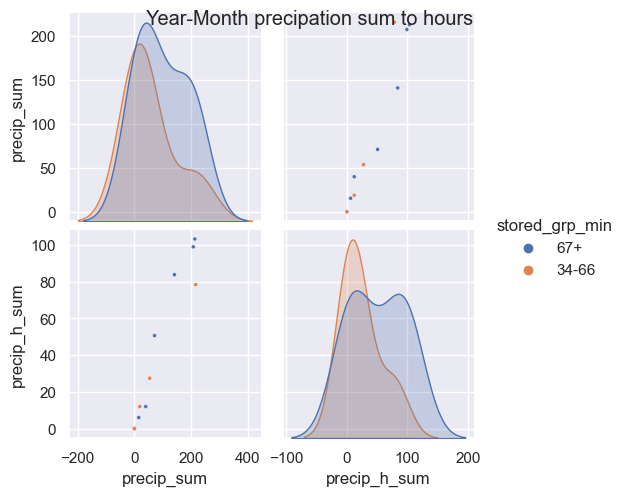 Year-Month precipation sum to hours
precip_sum
200
150
100
50
0
precip_h_sum
100
80
60
40
20
0
−200 0 200 400
precip_sum
−100 0 100 200
precip_h_sum
stored_grp_min
67+
34-66